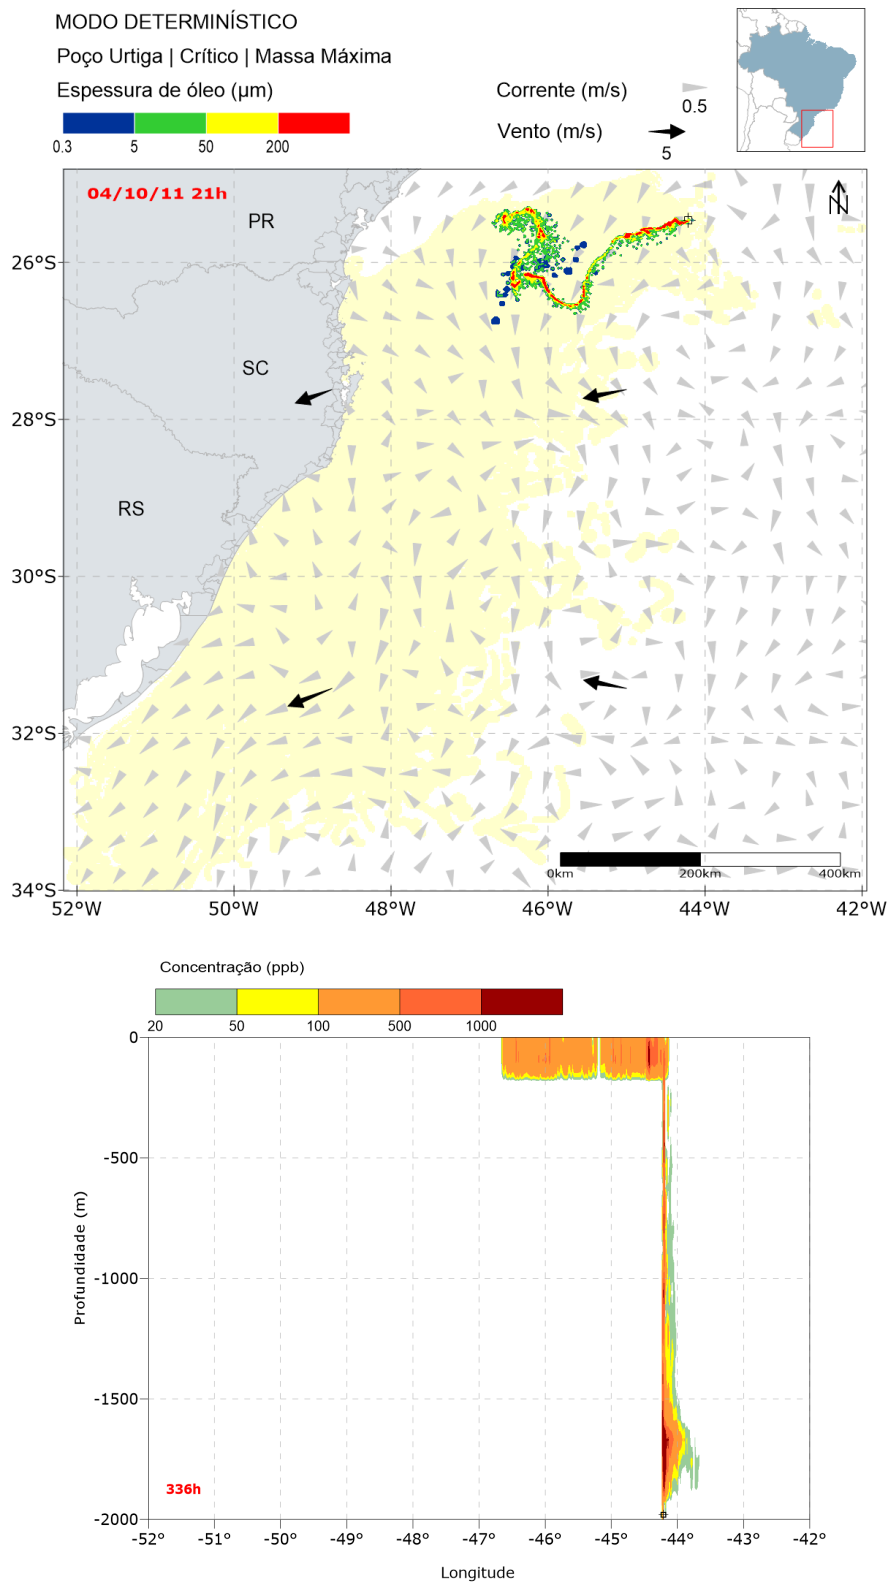 MODO DETERMINÍSTICO
Poço Urtiga | Crítico | Massa Máxima
Espessura de óleo (µm)
0.3 5 50 200
Corrente (m/s)
0.5
Vento (m/s)
5
04/10/11 21h
N
PR
SC
RS
26°S
28°S
30°S
32°S
34°S
0km 200km 400km
52°W 50°W 48°W 46°W 44°W 42°W
Concentração (ppb)
20 50 100 500 1000
0
-500
-1000
-1500
-2000
Profundidade (m)
336h
-52° -51° -50° -49° -48° -47° -46° -45° -44° -43° -42°
Longitude